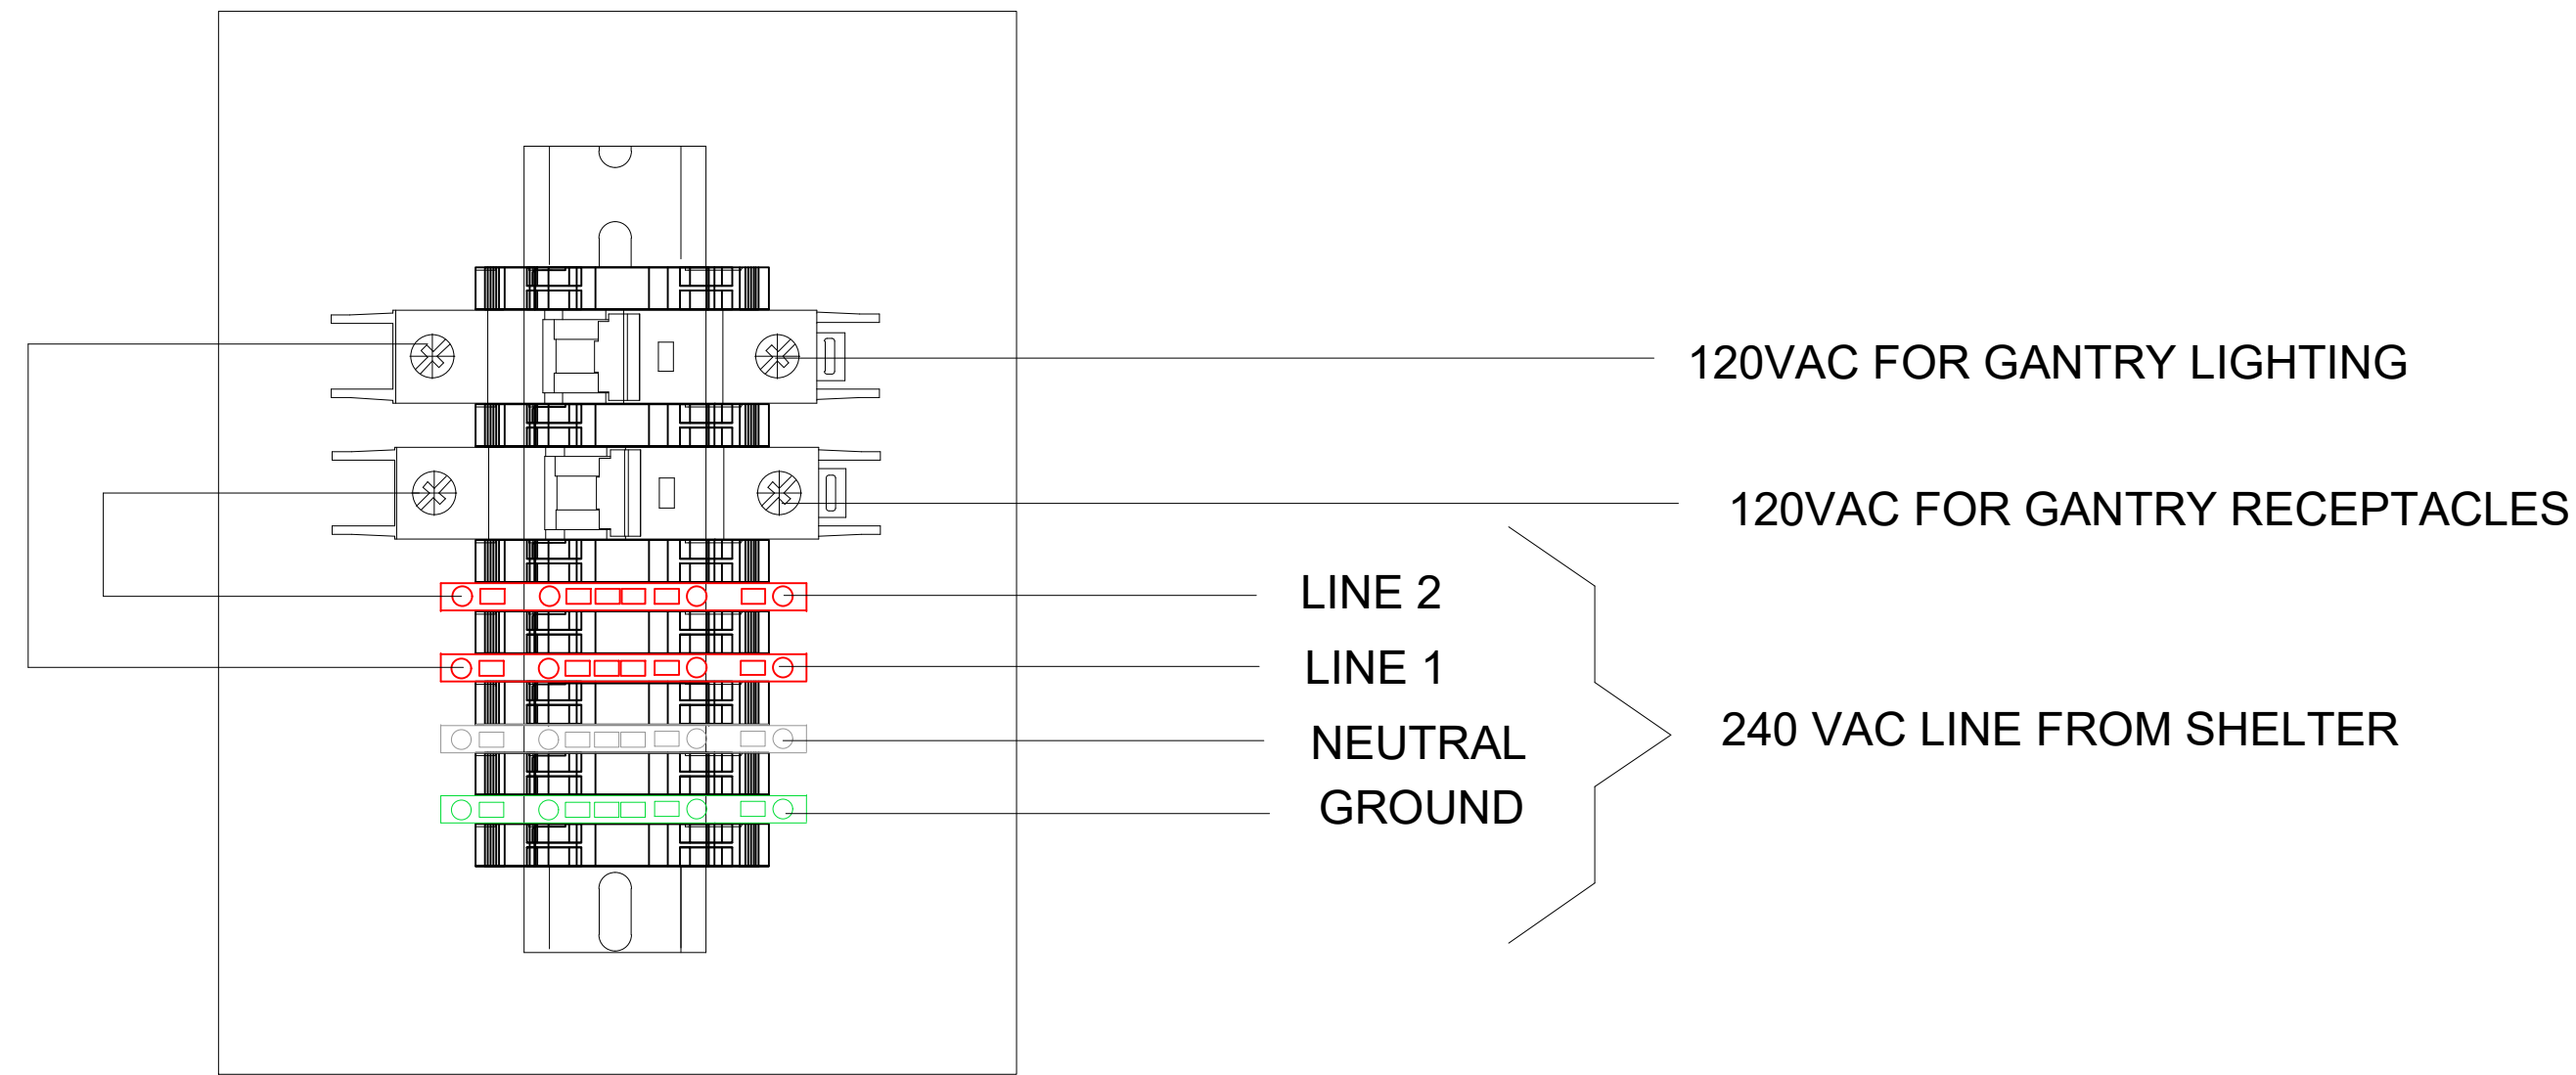 120VAC FOR GANTRY LIGHTING
120VAC FOR GANTRY RECEPTACLES
LINE 2
LINE 1
NEUTRAL
GROUND
240 VAC LINE FROM SHELTER